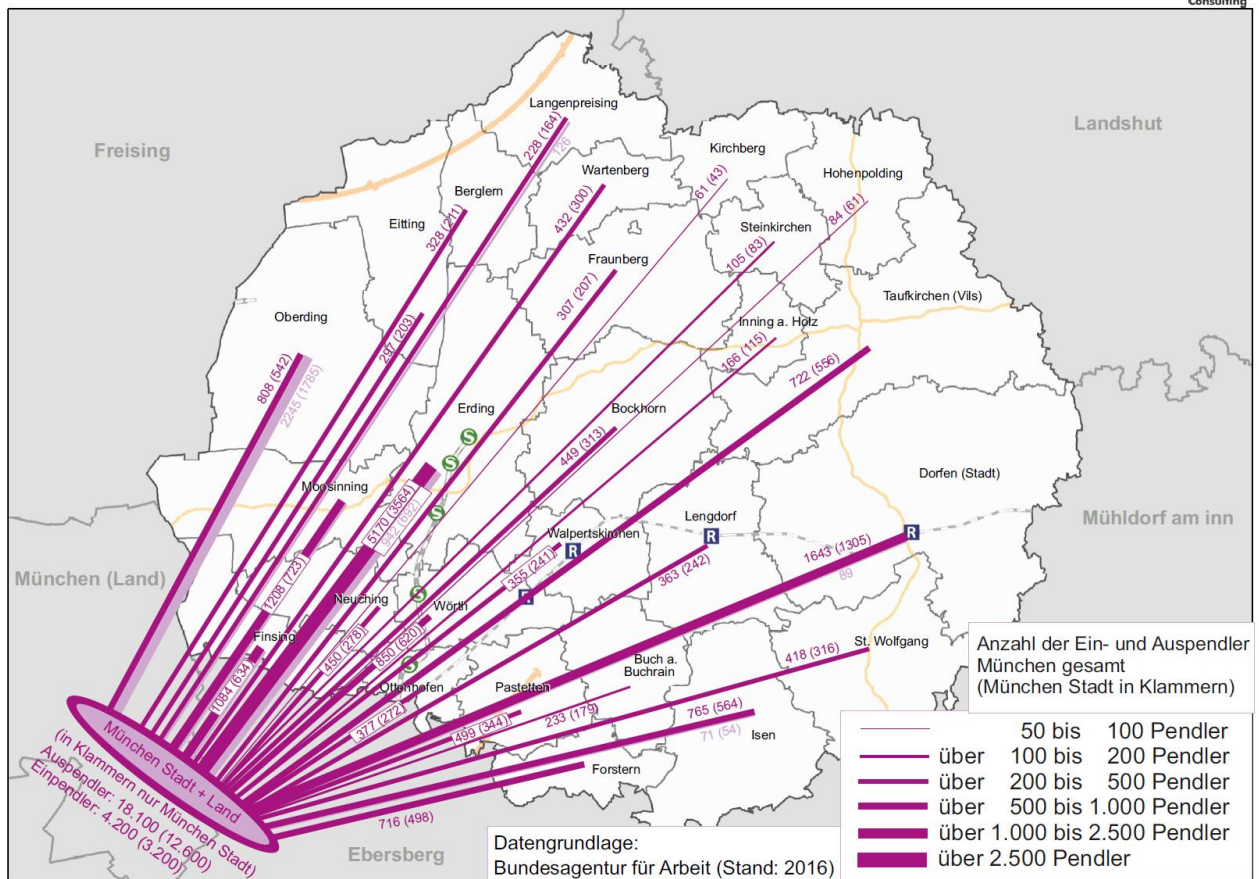 Consulting
Freising
Landshut
Langenpreising
228 (164)
126
Kirchberg
61 (43)
Hohenpolding
84 (61)
Wartenberg
432 (300)
Berglern
328 (211)
Eitting
Steinkirchen
105 (83)
Fraunberg
307 (207)
Taufkirchen (Vils)
Oberding
297 (203)
Inning a. Holz
166 (115)
808 (542)
2245 (1785)
722 (556)
Erding
Bockhorn
449 (313)
S
S
Dorfen (Stadt)
Moosinning
5170 (3564)
942 (692)
S
Lengdorf
Walpertskirchen
R
R
R
Mühldorf am inn
1643 (1305)
89
355 (241)
363 (242)
München (Land)
1208 (723)
Neuching
S
R
Wörth
Finsing
450 (278)
850 (620)
St. Wolfgang
418 (316)
1084 (634)
S
Ottenhofen
Pastetten
Buch a.
Buchrain
377 (272)
499 (344)
233 (179)
765 (564)
71 (54)
Isen
Forstern
716 (498)
München Stadt + Land
(in Klammern nur München Stadt)
Auspendler: 18.100 (12.600)
Einpendler: 4.200 (3.200)
Ebersberg
Datengrundlage:
Bundesagentur für Arbeit (Stand: 2016)
Anzahl der Ein- und Auspendler
München gesamt
(München Stadt in Klammern)
50 bis 100 Pendler
über 100 bis 200 Pendler
über 200 bis 500 Pendler
über 500 bis 1.000 Pendler
über 1.000 bis 2.500 Pendler
über 2.500 Pendler